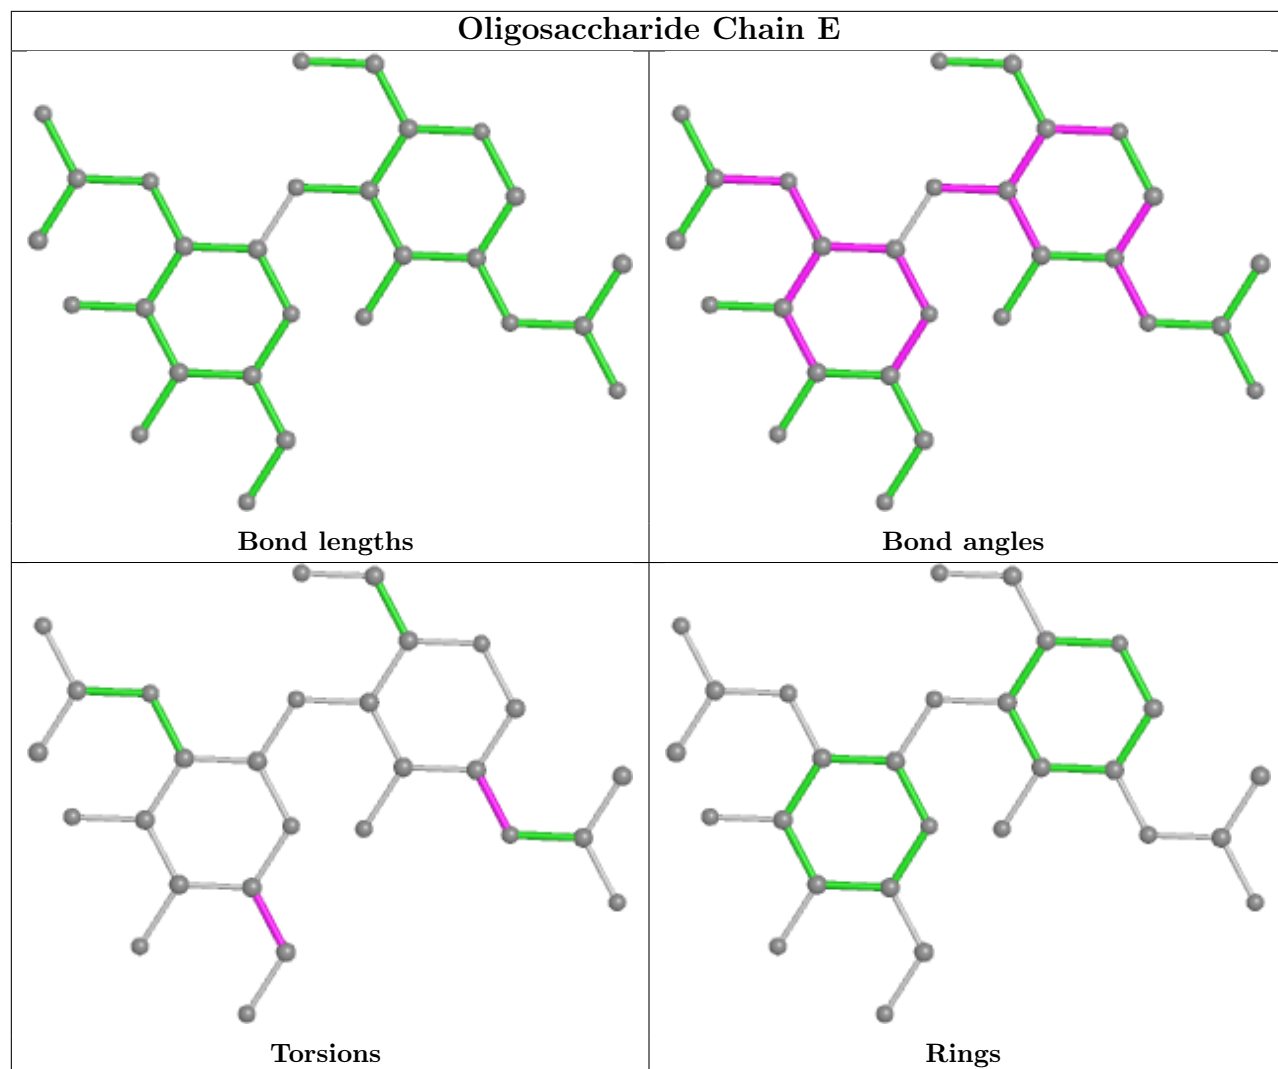 Oligosaccharide Chain E
Bond lengths
Bond angles
Torsions
Rings